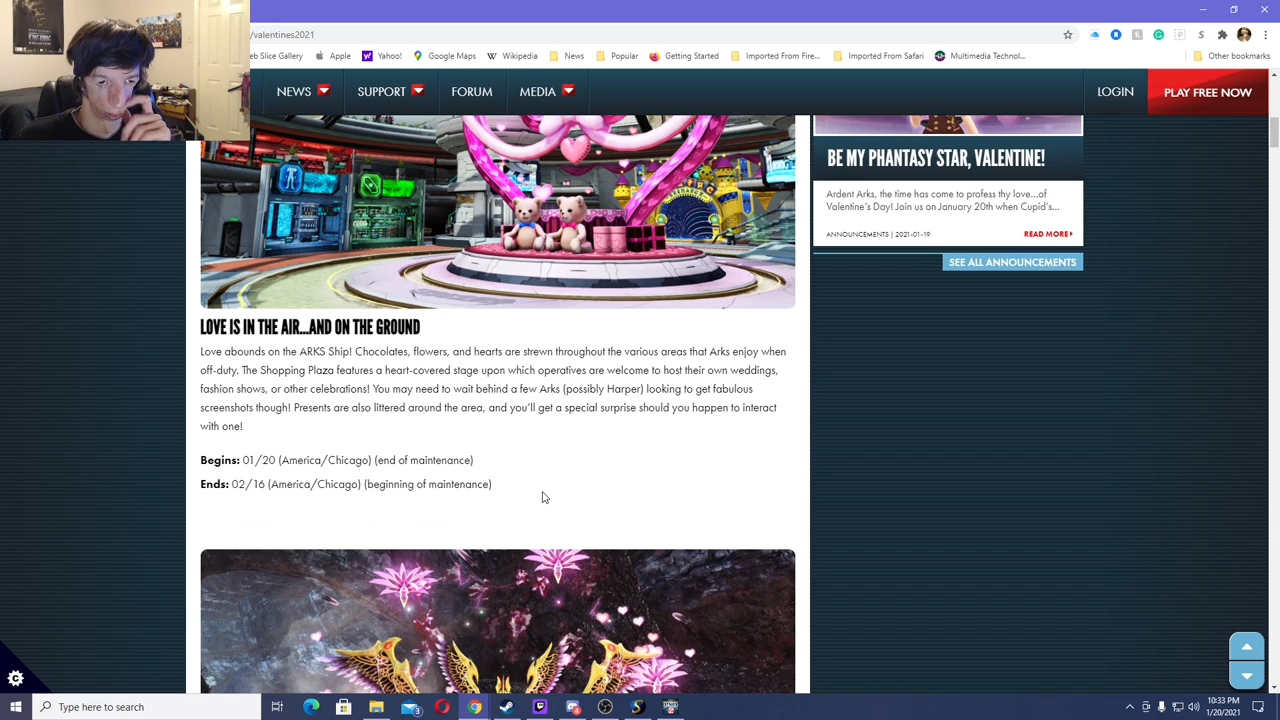 /valentines2021
eb Slice Gallery Apple Yahoo! Google Maps Wikipedia News Popular Getting Started Imported From Fire... Imported From Safari Multimedia Technol... Other bookmarks
NEWS SUPPORT FORUM MEDIA LOGIN PLAY FREE NOW
BE MY PHANTASY STAR, VALENTINE!
Ardent Arks, the time has come to profess thy love...of
Valentine's Day! Join us on January 20th when Cupid's...
ANNOUNCEMENTS | 2021-01-19 READ MORE
SEE ALL ANNOUNCEMENTS
LOVE IS IN THE AIR...AND ON THE GROUND
Love abounds on the ARKS Ship! Chocolates, flowers, and hearts are strewn throughout the various areas that Arks enjoy when
off-duty. The Shopping Plaza features a heart-covered stage upon which operatives are welcome to host their own weddings,
fashion shows, or other celebrations! You may need to wait behind a few Arks (possibly Harper) looking to get fabulous
screenshots though! Presents are also littered around the area, and you'll get a special surprise should you happen to interact
with one!
Begins: 01/20 (America/Chicago) (end of maintenance)
Ends: 02/16 (America/Chicago) (beginning of maintenance)
Type here to search
3
4
10:33 PM
1/20/2021